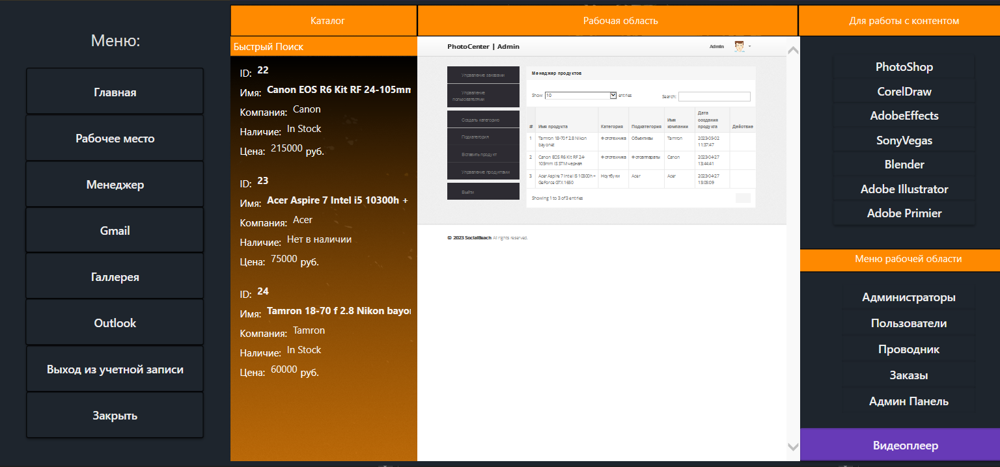 Меню:
Главная
Рабочее место
Менеджер
Gmail
Галлерея
Outlook
Выход из учетной записи
Закрыть
Каталог
Быстрый Поиск
ID: 22
Имя: Canon EOS R6 Kit RF 24-105mm
Компания: Canon
Наличие: In Stock
Цена: 215000 руб.
ID: 23
Имя: Acer Aspire 7 Intel i5 10300h +
Компания: Acer
Наличие: Нет в наличии
Цена: 75000 руб.
ID: 24
Имя: Tamron 18-70 f 2.8 Nikon bayo
Компания: Tamron
Наличие: In Stock
Цена: 60000 руб.
Рабочая область
PhotoCenter | Admin
Admin
Управление заказами
Управление
пользователями
Создать категорию
Подкатегория
Вставить продукт
Управление продуктами
Выйти
Менеджер продуктов
Show 10 entries
Search:
# Имя продукта Категория Подкатегория Имя компании Дата создания продукта Действие
1 Tamron 18-70 f 2.8 Nikon bayonet Фототехника Объективы Tamron 2023-05-02 11:37:47
2 Canon EOS R6 Kit RF 24-105mm IS STM черная Фототехника Фотоаппараты Canon 2023-04-27 13:44:41
3 Acer Aspire 7 Intel i5 10300h + GeForce GTX 1650 Ноутбуки Acer Acer 2023-04-27
Showing 1 to 3 of 3 entries
© 2023 SocialBeach All rights reserved.
Для работы с контентом
PhotoShop
CorelDraw
AdobeEffects
SonyVegas
Blender
Adobe Illustrator
Adobe Primier
Меню рабочей области
Администраторы
Пользователи
Проводник
Заказы
Админ Панель
Видеоплеер